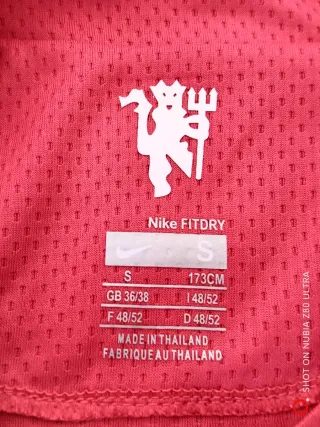 Nike FITDRY
S
S 173CM
GB 36/38 I 48/52
F 48/52 D 48/52
MADE IN THAILAND
FABRIQUE AU THAILAND
SHOT ON NUBIA Z80 ULTRA